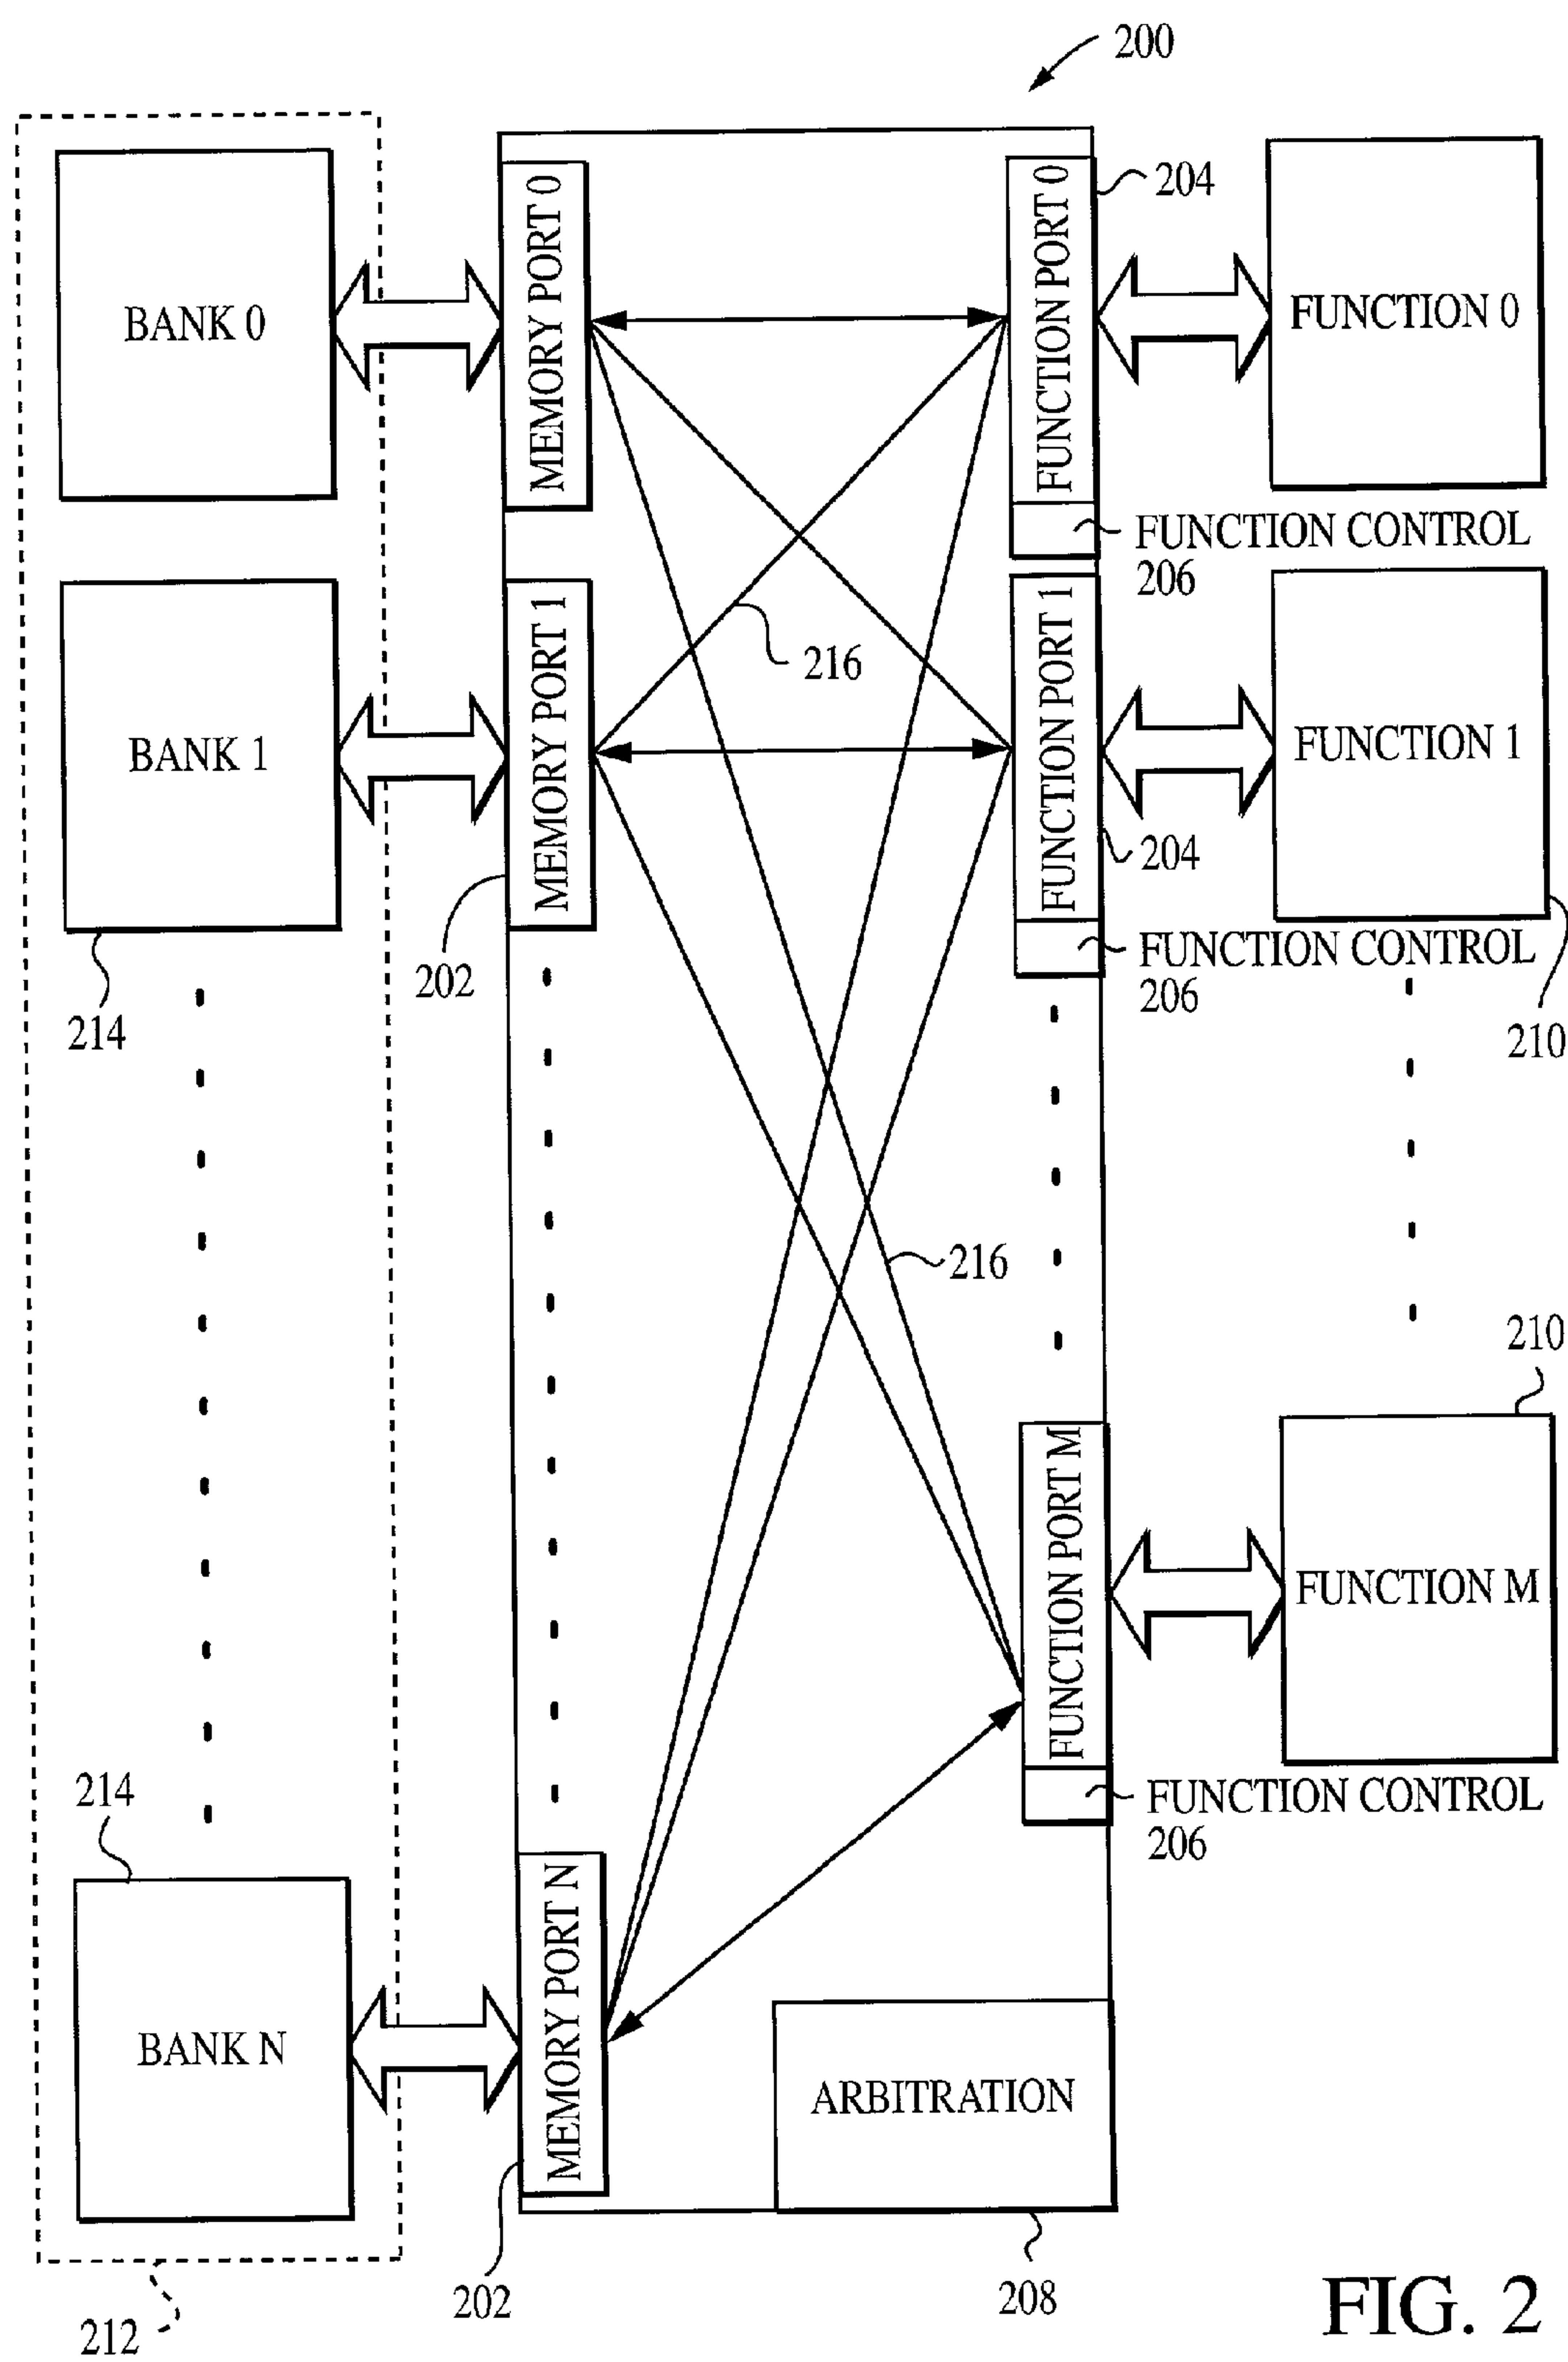 200
BANK 0
MEMORY PORT 0
FUNCTION PORT 0
204
FUNCTION 0
FUNCTION CONTROL
206
BANK 1
MEMORY PORT 1
216
FUNCTION PORT 1
FUNCTION 1
204
202
FUNCTION CONTROL
206
214
210
216
210
FUNCTION PORT M
FUNCTION M
214
FUNCTION CONTROL
206
BANK N
MEMORY PORT N
ARBITRATION
202
208
212
FIG. 2